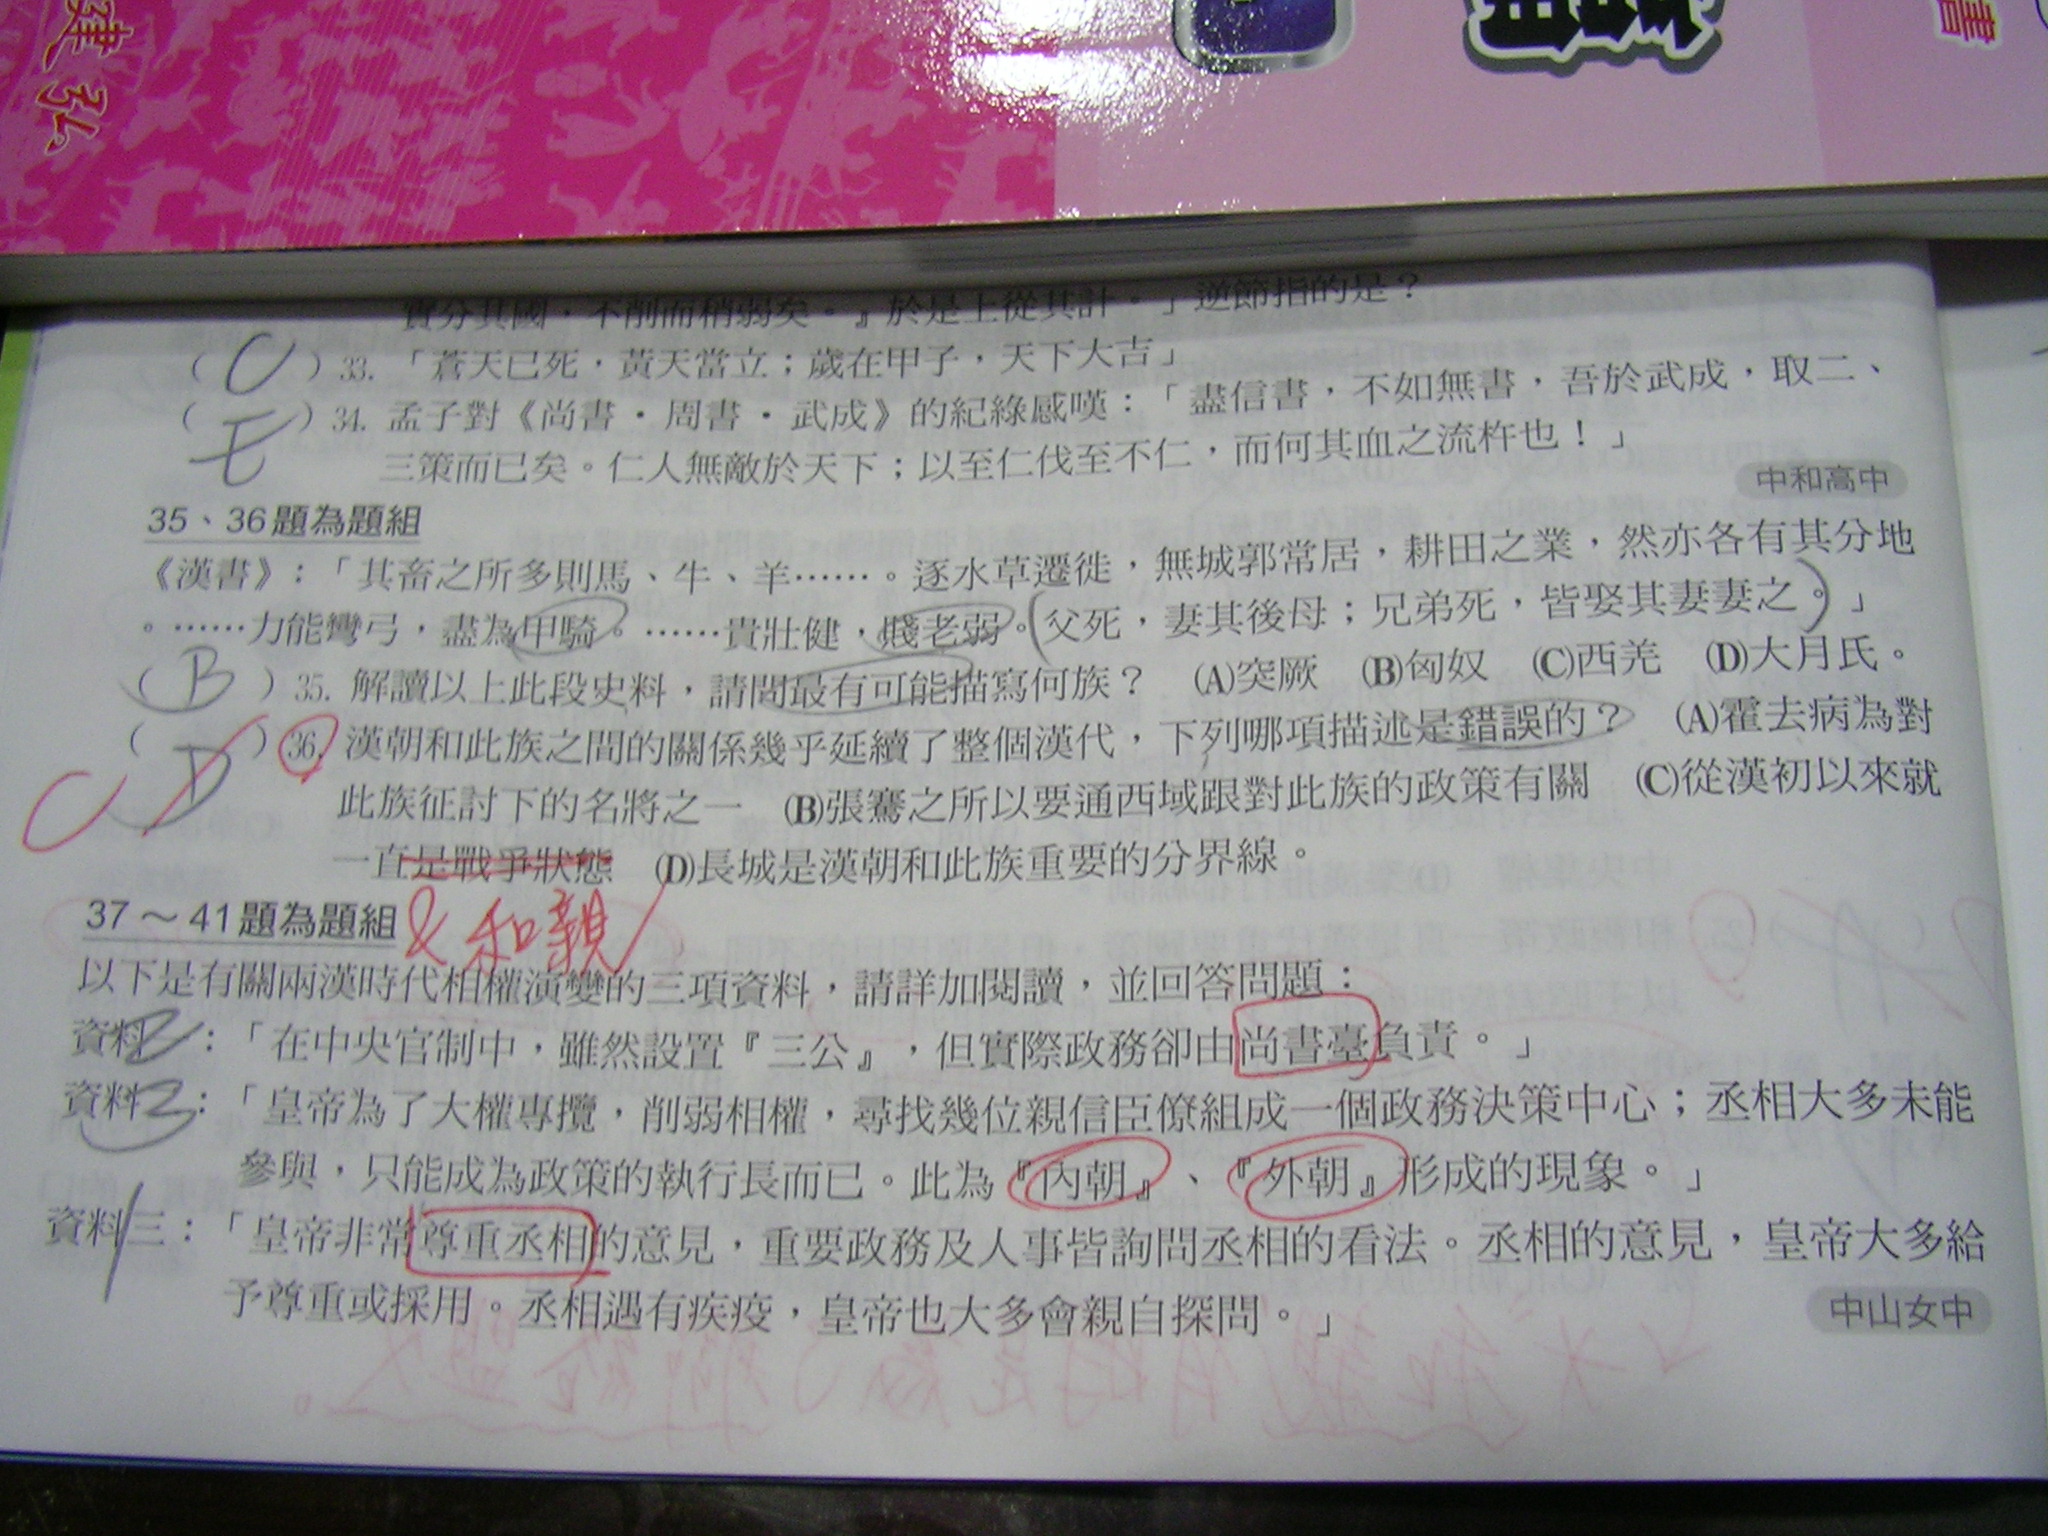 建弘
書
實分其國,不削而稍弱矣。』於是上從其計。」逆節指的是?
( C ) 33. 「蒼天已死,黃天當立;歲在甲子,天下大吉」
( E ) 34. 孟子對《尚書・周書・武成》的紀綠感嘆:「盡信書,不如無書,吾於武成,取二、
三策而已矣。仁人無敵於天下;以至仁伐至不仁,而何其血之流杵也!」
中和高中
35、36題為題組
《漢書》:「其畜之所多則馬、牛、羊……。逐水草遷徙,無城郭常居,耕田之業,然亦各有其分地
。……力能彎弓,盡為甲騎。……貴壯健,賤老弱。父死,妻其後母;兄弟死,皆娶其妻妻之。」
( B ) 35. 解讀以上此段史料,請問最有可能描寫何族? (A)突厥 (B)匈奴 (C)西羌 (D)大月氏。
( D ) 36. 漢朝和此族之間的關係幾乎延續了整個漢代,下列哪項描述是錯誤的? (A)霍去病為對
C
此族征討下的名將之一 (B)張騫之所以要通西域跟對此族的政策有關 (C)從漢初以來就
一直是戰爭狀態 (D)長城是漢朝和此族重要的分界線。
& 和親
37～41題為題組
以下是有關兩漢時代相權演變的三項資料,請詳加閱讀,並回答問題:
資料一:「在中央官制中,雖然設置『三公』,但實際政務卻由尚書臺負責。」
資料二:「皇帝為了大權專攬,削弱相權,尋找幾位親信臣僚組成一個政務決策中心;丞相大多未能
參與,只能成為政策的執行長而已。此為『內朝』、『外朝』形成的現象。」
資料三:「皇帝非常尊重丞相的意見,重要政務及人事皆詢問丞相的看法。丞相的意見,皇帝大多給
予尊重或採用。丞相遇有疾疫,皇帝也大多會親自探問。」
中山女中